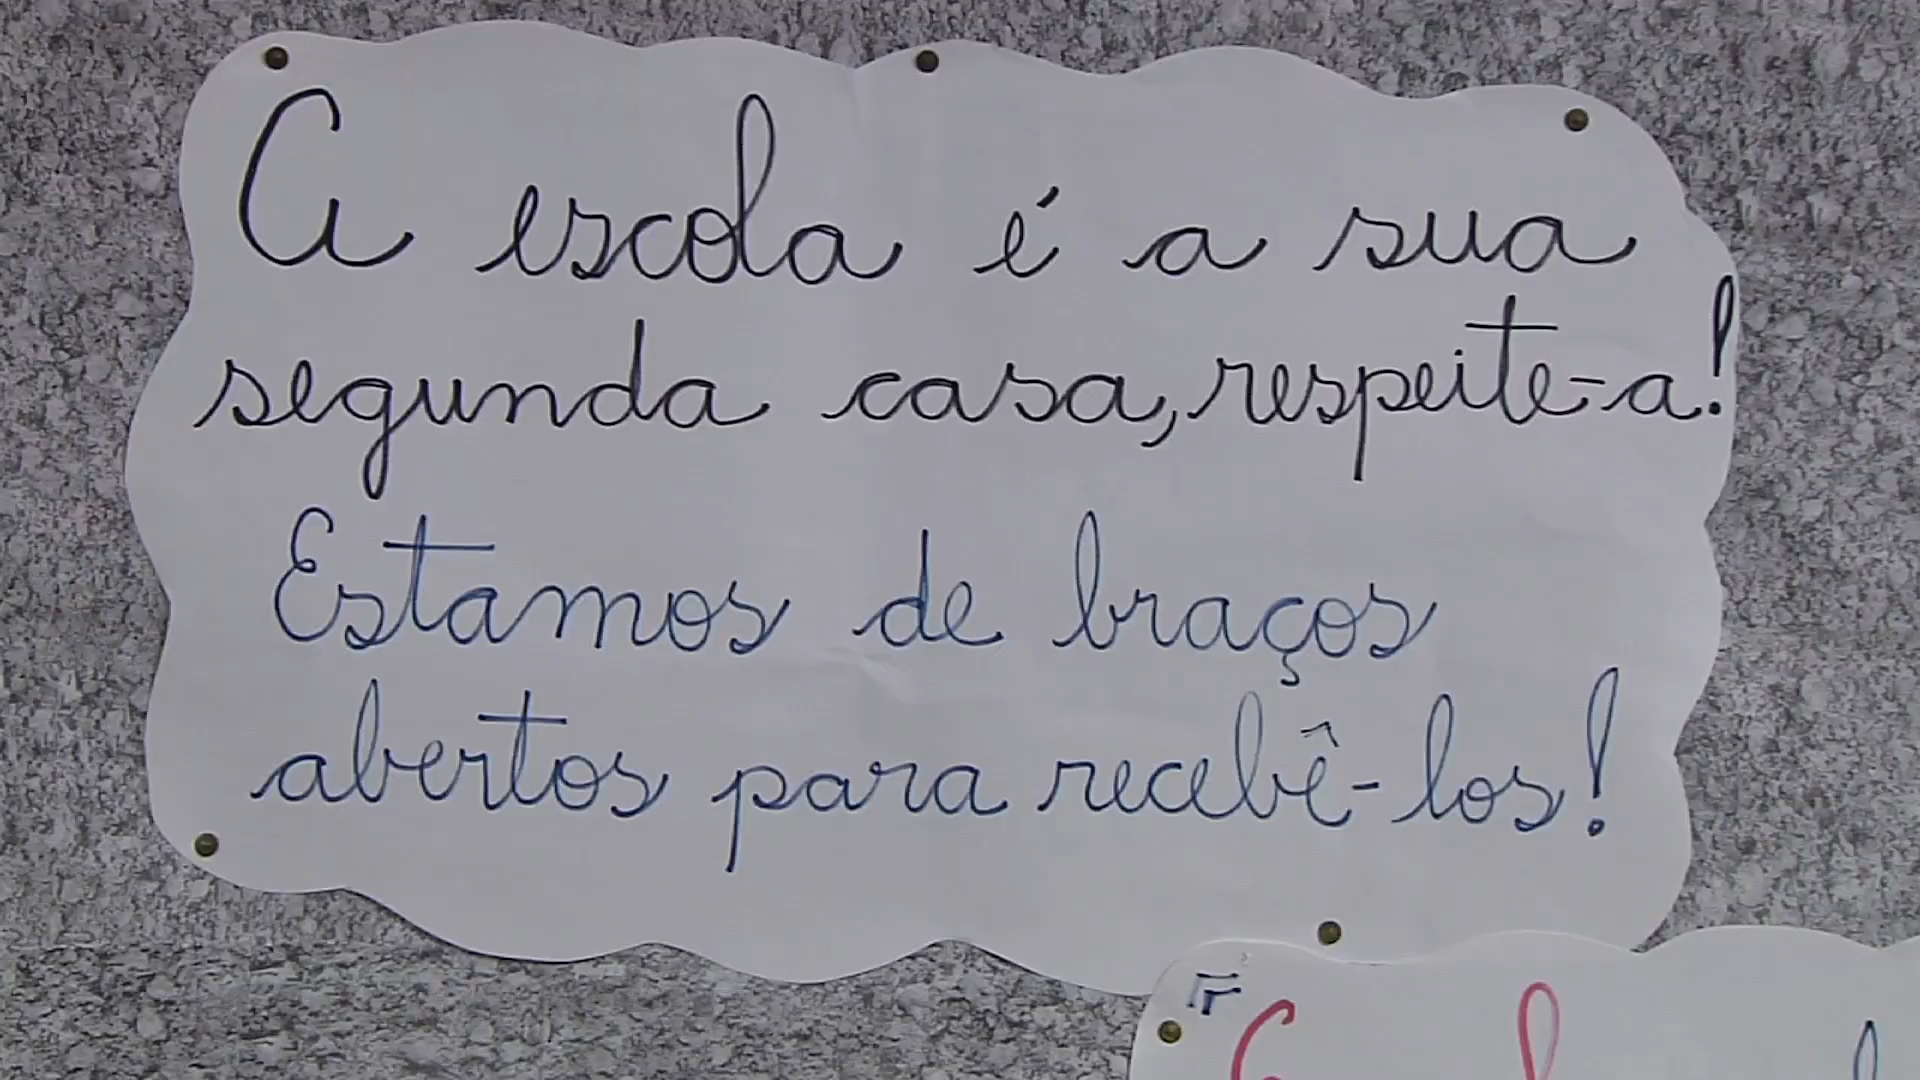 A escola é a sua
segunda casa, respeite-a!
Estamos de braços
abertos para recebê-los!